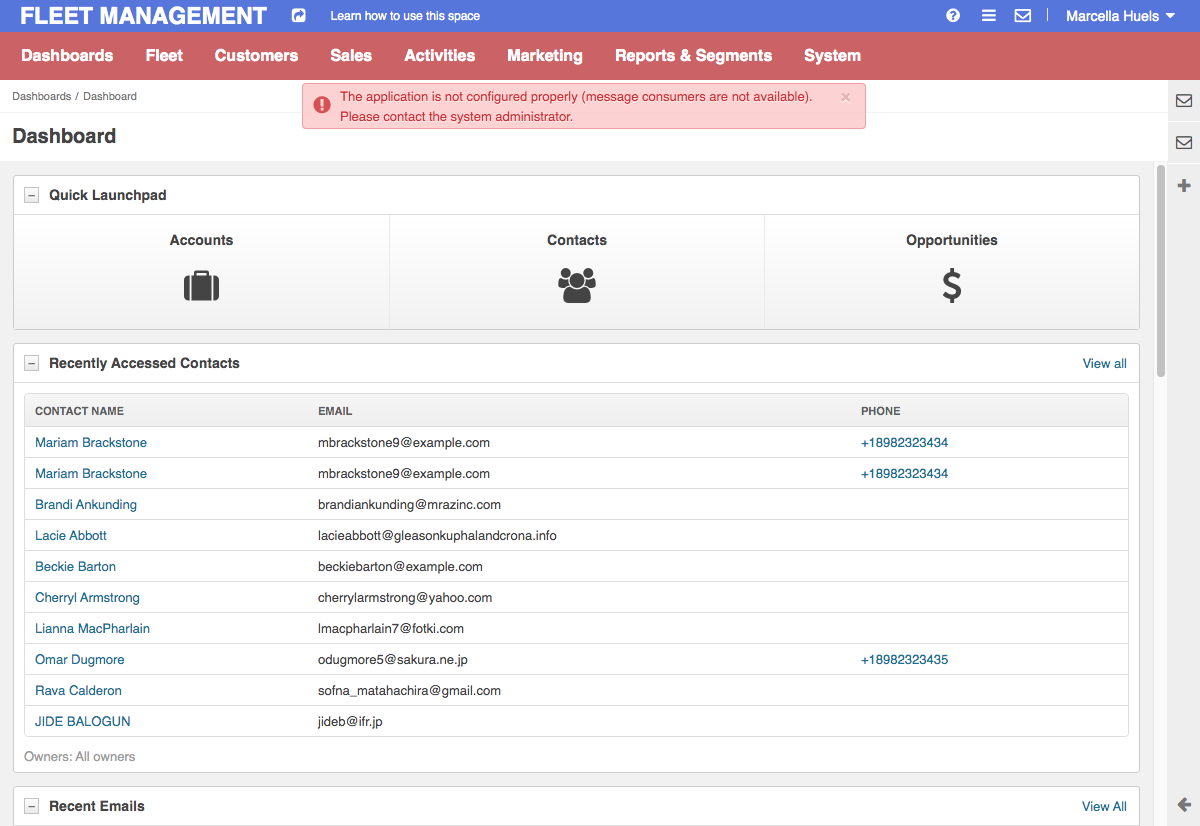 FLEET MANAGEMENT Learn how to use this space Marcella Huels
Dashboards Fleet Customers Sales Activities Marketing Reports & Segments System
Dashboards / Dashboard
The application is not configured properly (message consumers are not available). ×
Please contact the system administrator.
Dashboard
Quick Launchpad
Accounts Contacts Opportunities
Recently Accessed Contacts View all
CONTACT NAME EMAIL PHONE
Mariam Brackstone mbrackstone9@example.com +18982323434
Mariam Brackstone mbrackstone9@example.com +18982323434
Brandi Ankunding brandiankunding@mrazinc.com
Lacie Abbott lacieabbott@gleasonkuphalandcrona.info
Beckie Barton beckiebarton@example.com
Cherryl Armstrong cherrylarmstrong@yahoo.com
Lianna MacPharlain lmacpharlain7@fotki.com
Omar Dugmore odugmore5@sakura.ne.jp +18982323435
Rava Calderon sofna_matahachira@gmail.com
JIDE BALOGUN jideb@ifr.jp
Owners: All owners
Recent Emails View All